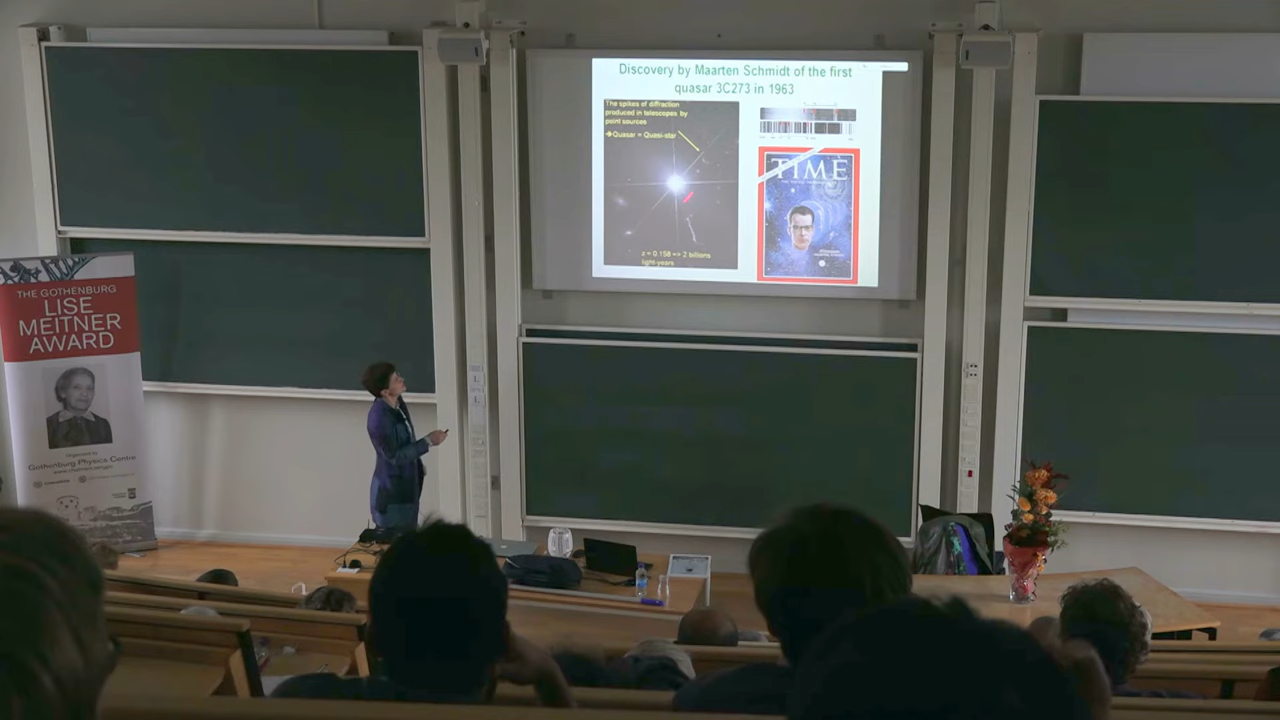 Discovery by Maarten Schmidt of the first
quasar 3C273 in 1963
The spikes of diffraction
produced in telescopes by
point sources
➔Quasar = Quasi-star
z = 0.158 => 2 billions
light-years
TIME
THE GOTHENBURG
LISE
MEITNER
AWARD
Organised by
Gothenburg Physics Centre